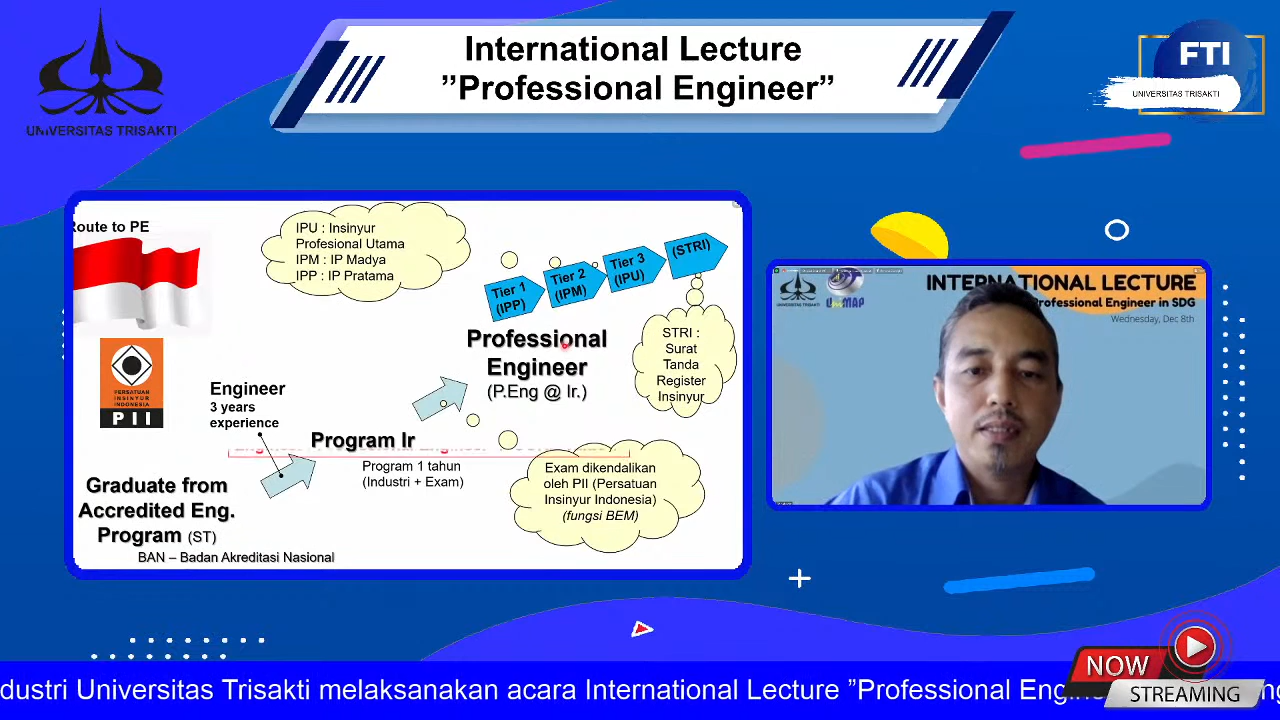 International Lecture
”Professional Engineer”
UNIVERSITAS TRISAKTI
FTI
UNIVERSITAS TRISAKTI
Route to PE
IPU : Insinyur
Profesional Utama
IPM : IP Madya
IPP : IP Pratama
Tier 1
(IPP)
Tier 2
(IPM)
Tier 3
(IPU)
(STRI)
Professional
Engineer
(P.Eng @ Ir.)
STRI :
Surat
Tanda
Register
Insinyur
PERSATUAN
INSINYUR
INDONESIA
PII
Engineer
3 years
experience
Program Ir
Program 1 tahun
(Industri + Exam)
Exam dikendalikan
oleh PII (Persatuan
Insinyur Indonesia)
(fungsi BEM)
Graduate from
Accredited Eng.
Program (ST)
BAN – Badan Akreditasi Nasional
INTERNATIONAL LECTURE
Professional Engineer in SDG
Wednesday, Dec 8th
UNIVERSITAS TRISAKTI
UniMAP
dustri Universitas Trisakti melaksanakan acara International Lecture ”Professional Engin
NOW
STREAMING